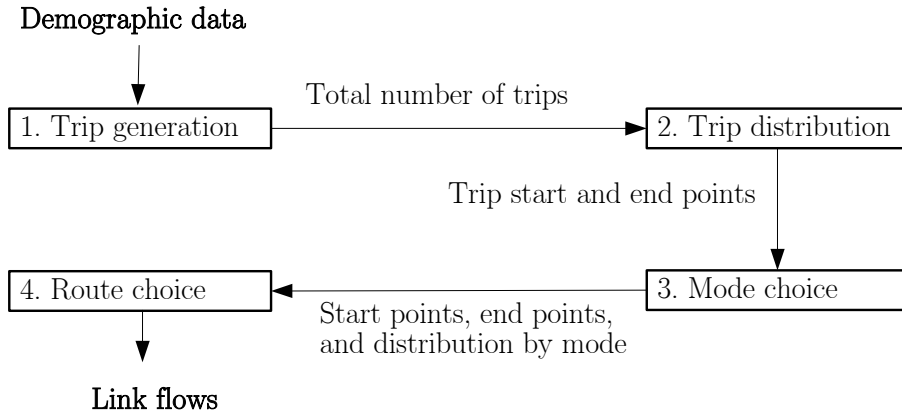 Demographic data
Total number of trips
1. Trip generation
2. Trip distribution
Trip start and end points
4. Route choice
3. Mode choice
Start points, end points,
and distribution by mode
Link flows